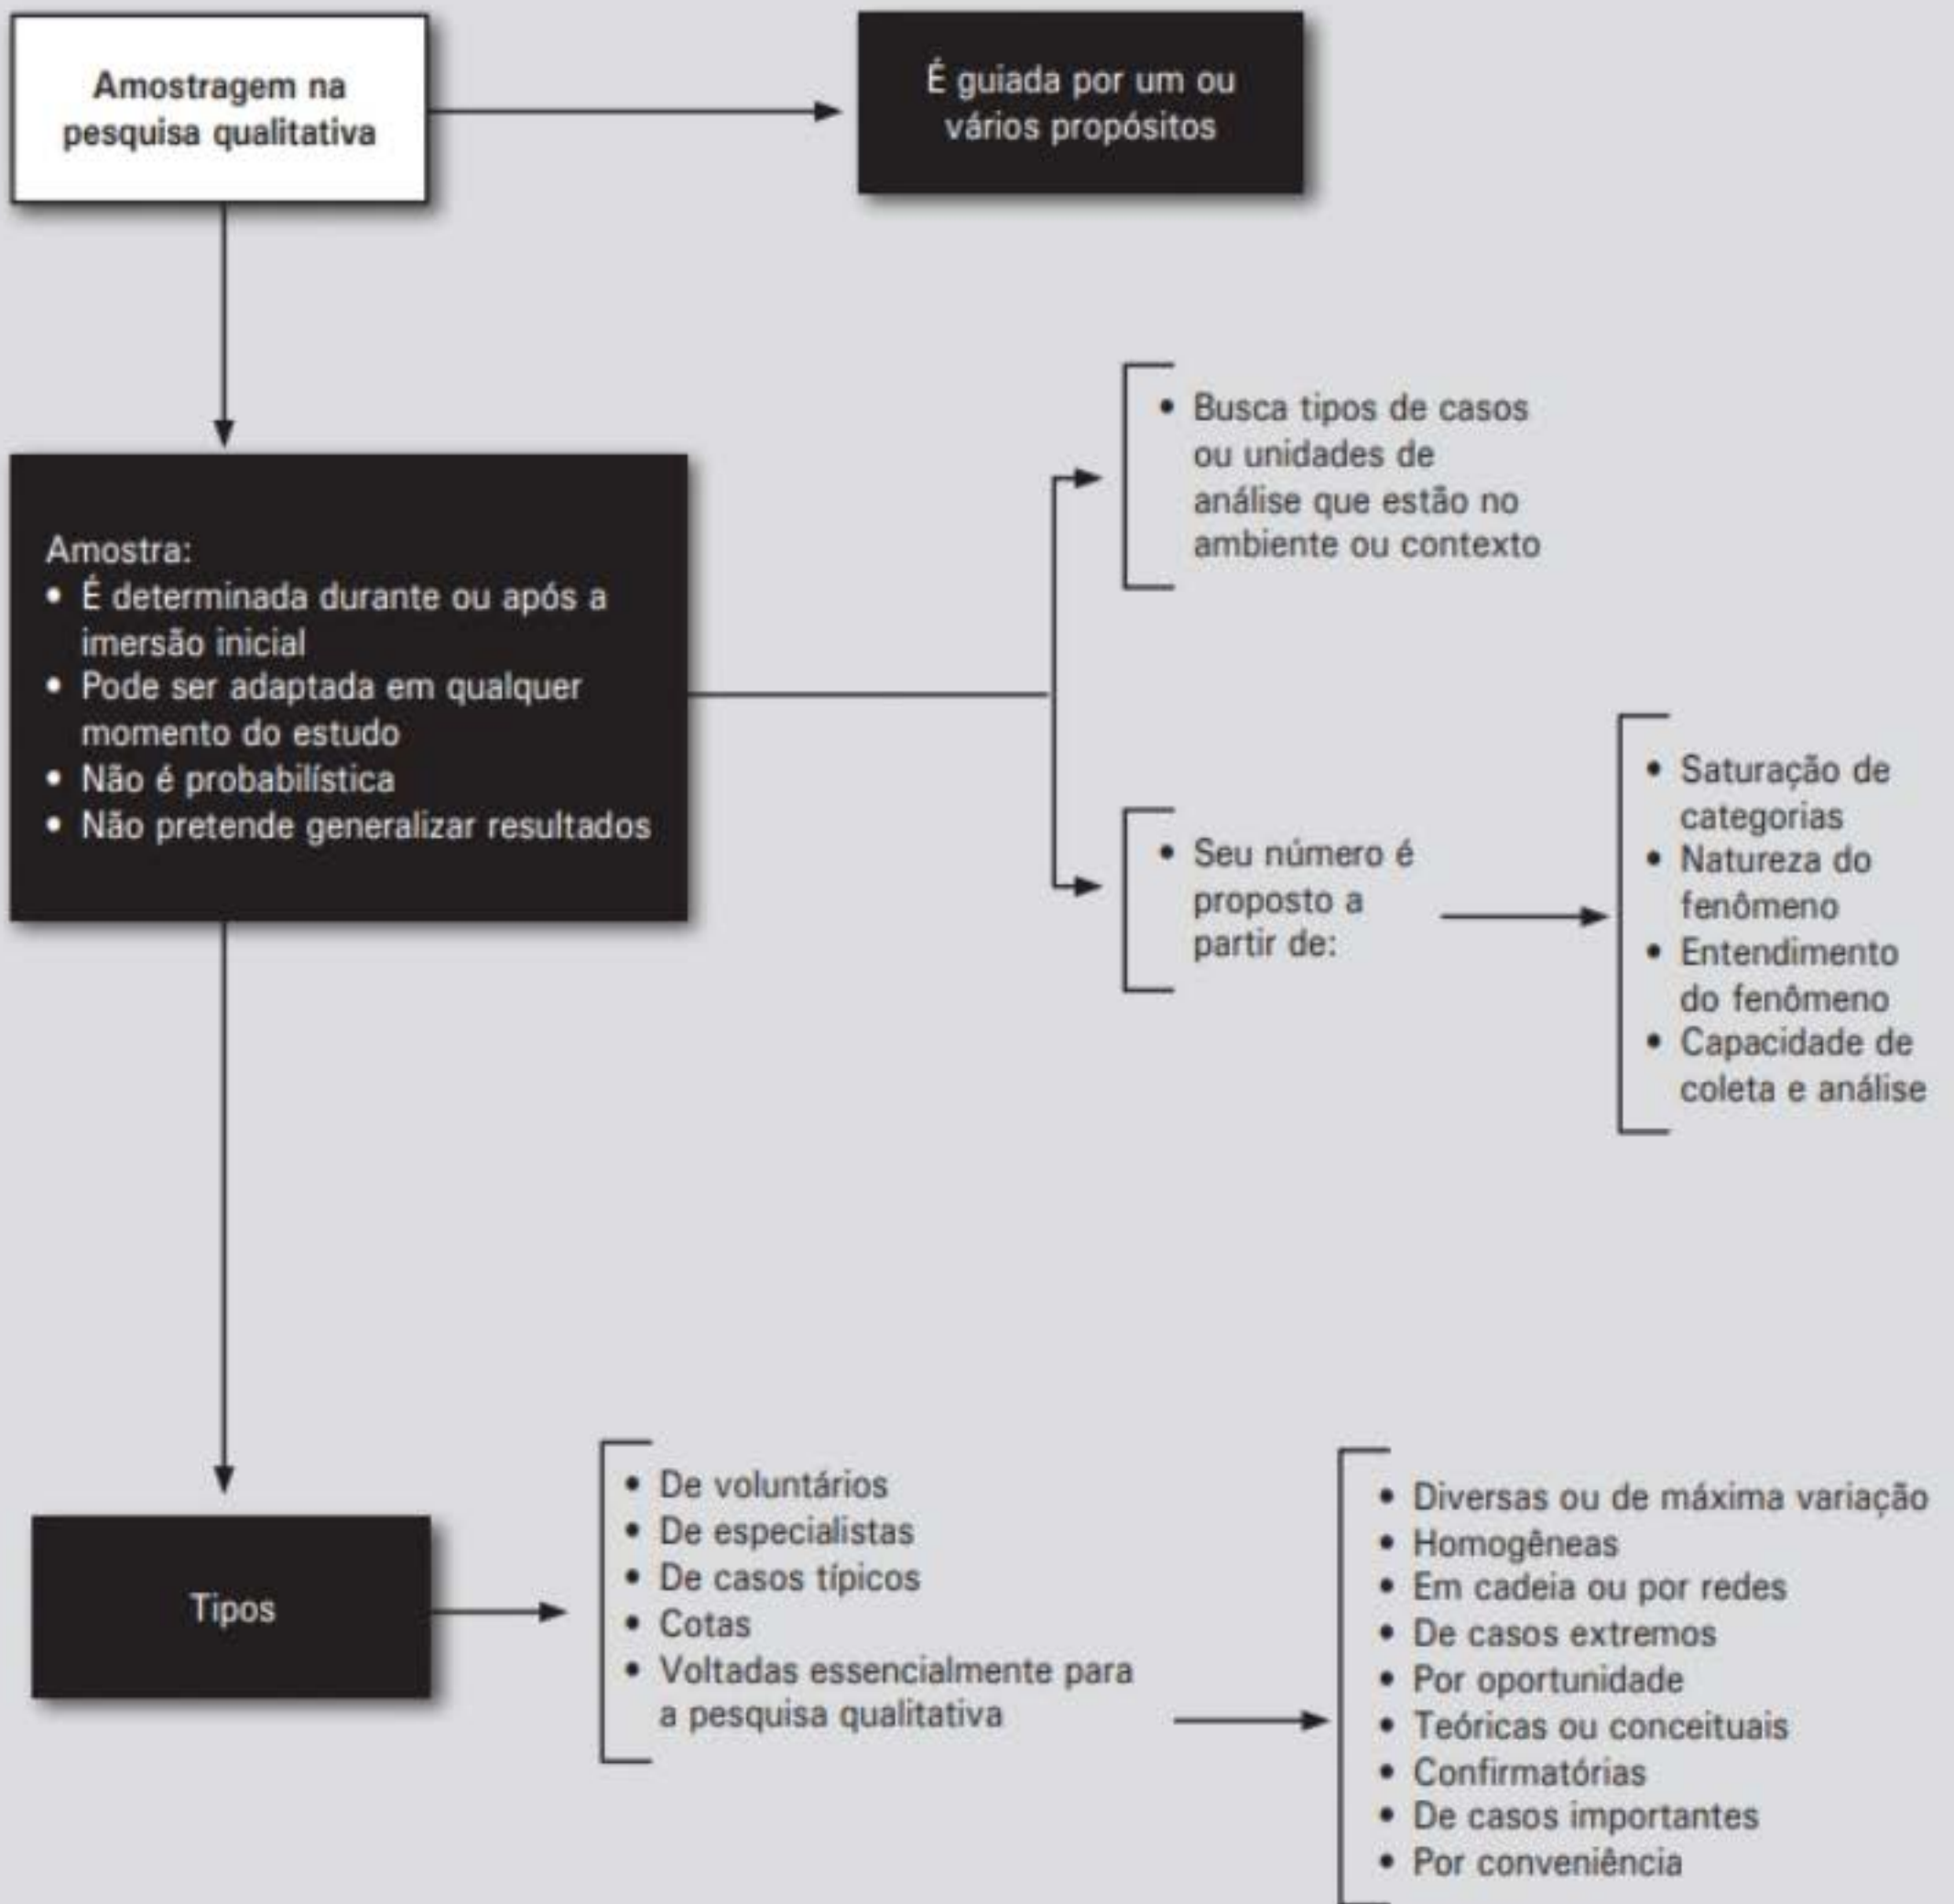 Amostragem na
pesquisa qualitativa
É guiada por um ou
vários propósitos
Amostra:
• É determinada durante ou após a
imersão inicial
• Pode ser adaptada em qualquer
momento do estudo
• Não é probabilística
• Não pretende generalizar resultados
• Busca tipos de casos
ou unidades de
análise que estão no
ambiente ou contexto
• Seu número é
proposto a
partir de:
• Saturação de
categorias
• Natureza do
fenômeno
• Entendimento
do fenômeno
• Capacidade de
coleta e análise
Tipos
• De voluntários
• De especialistas
• De casos típicos
• Cotas
• Voltadas essencialmente para
a pesquisa qualitativa
• Diversas ou de máxima variação
• Homogêneas
• Em cadeia ou por redes
• De casos extremos
• Por oportunidade
• Teóricas ou conceituais
• Confirmatórias
• De casos importantes
• Por conveniência